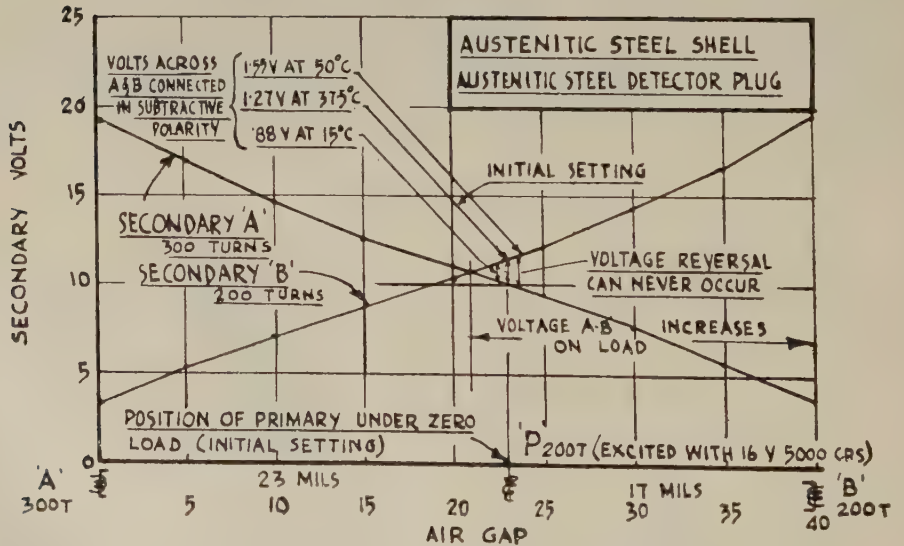 25
20
15
10
5
0
SECONDARY VOLTS
VOLTS ACROSS
A & B CONNECTED
IN SUBTRACTIVE
POLARITY
1·59V AT 50°C
1·27V AT 37.5°C
·88 V AT 15°C
AUSTENITIC STEEL SHELL
AUSTENITIC STEEL DETECTOR PLUG
INITIAL SETTING
SECONDARY 'A'
300 TURNS
SECONDARY 'B'
200 TURNS
VOLTAGE REVERSAL
CAN NEVER OCCUR
VOLTAGE A-B
ON LOAD
INCREASES
POSITION OF PRIMARY UNDER ZERO
LOAD (INITIAL SETTING)
'P'200T (EXCITED WITH 16 V 5000 CRS)
'A'
300T
23 MILS
17 MILS
'B'
200T
5 10 15 20 25 30 35 40
AIR GAP